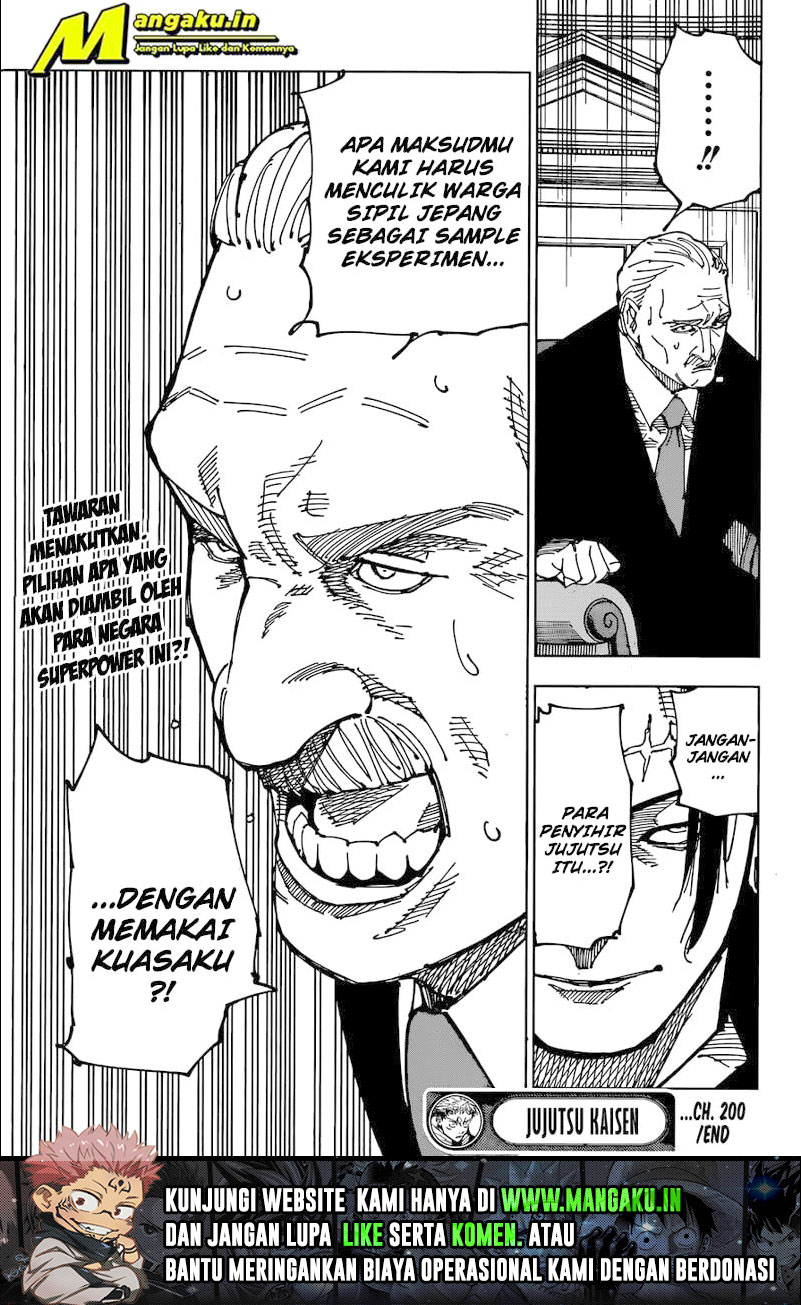 Mangaku.in
Jangan Lupa Like dan Komennya
.......!!
JANGAN-
JANGAN
...
PARA
PENYIHIR
JUJUTSU
ITU...?!
APA MAKSUDMU
KAMI HARUS
MENCULIK WARGA
SIPIL JEPANG
SEBAGAI SAMPLE
EKSPERIMEN...
TAWARAN
MENAKUTKAN.
PILIHAN APA YANG
AKAN DIAMBIL OLEH
PARA NEGARA
SUPERPOWER INI?!
...DENGAN
MEMAKAI
KUASAKU
?!
JUJUTSU KAISEN
...CH. 200
/END
KUNJUNGI WEBSITE KAMI HANYA DI WWW.MANGAKU.IN
DAN JANGAN LUPA LIKE SERTA KOMEN. ATAU
BANTU MERINGANKAN BIAYA OPERASIONAL KAMI DENGAN BERDONASI